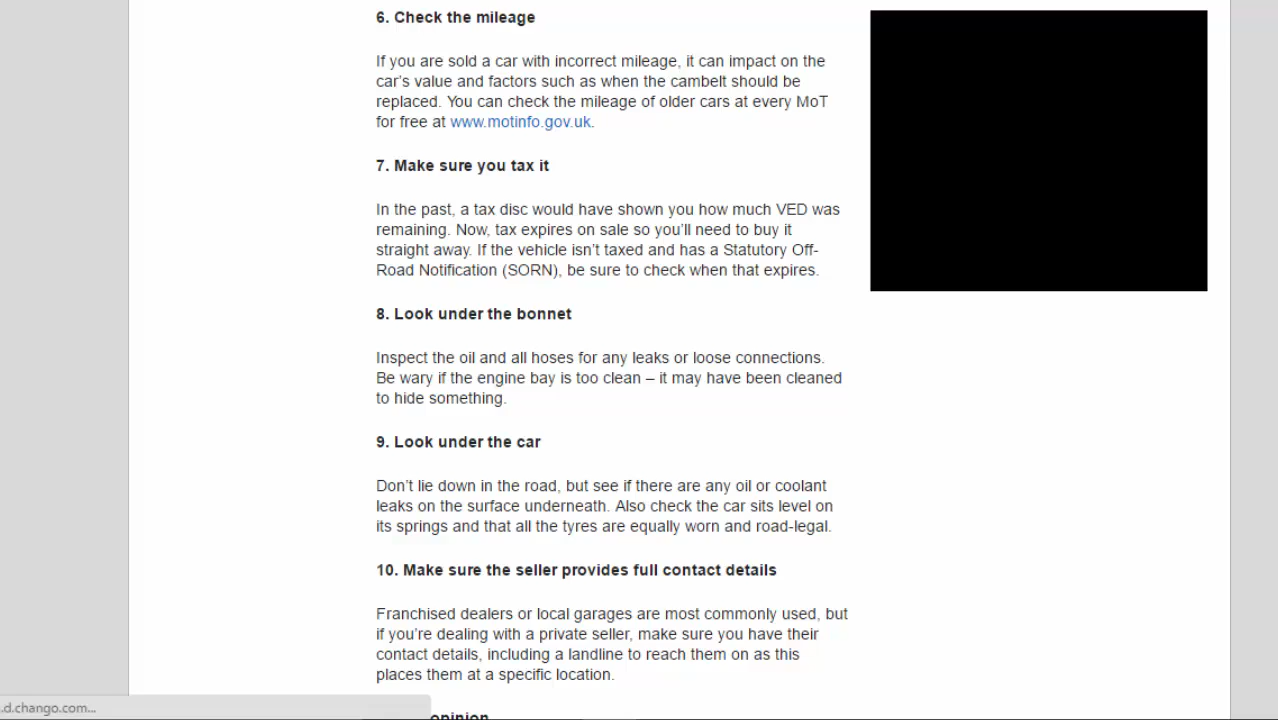 6. Check the mileage
If you are sold a car with incorrect mileage, it can impact on the
car's value and factors such as when the cambelt should be
replaced. You can check the mileage of older cars at every MoT
for free at www.motinfo.gov.uk.
7. Make sure you tax it
In the past, a tax disc would have shown you how much VED was
remaining. Now, tax expires on sale so you'll need to buy it
straight away. If the vehicle isn't taxed and has a Statutory Off-
Road Notification (SORN), be sure to check when that expires.
8. Look under the bonnet
Inspect the oil and all hoses for any leaks or loose connections.
Be wary if the engine bay is too clean – it may have been cleaned
to hide something.
9. Look under the car
Don't lie down in the road, but see if there are any oil or coolant
leaks on the surface underneath. Also check the car sits level on
its springs and that all the tyres are equally worn and road-legal.
10. Make sure the seller provides full contact details
Franchised dealers or local garages are most commonly used, but
if you're dealing with a private seller, make sure you have their
contact details, including a landline to reach them on as this
places them at a specific location.
.d.chango.com...
opinion